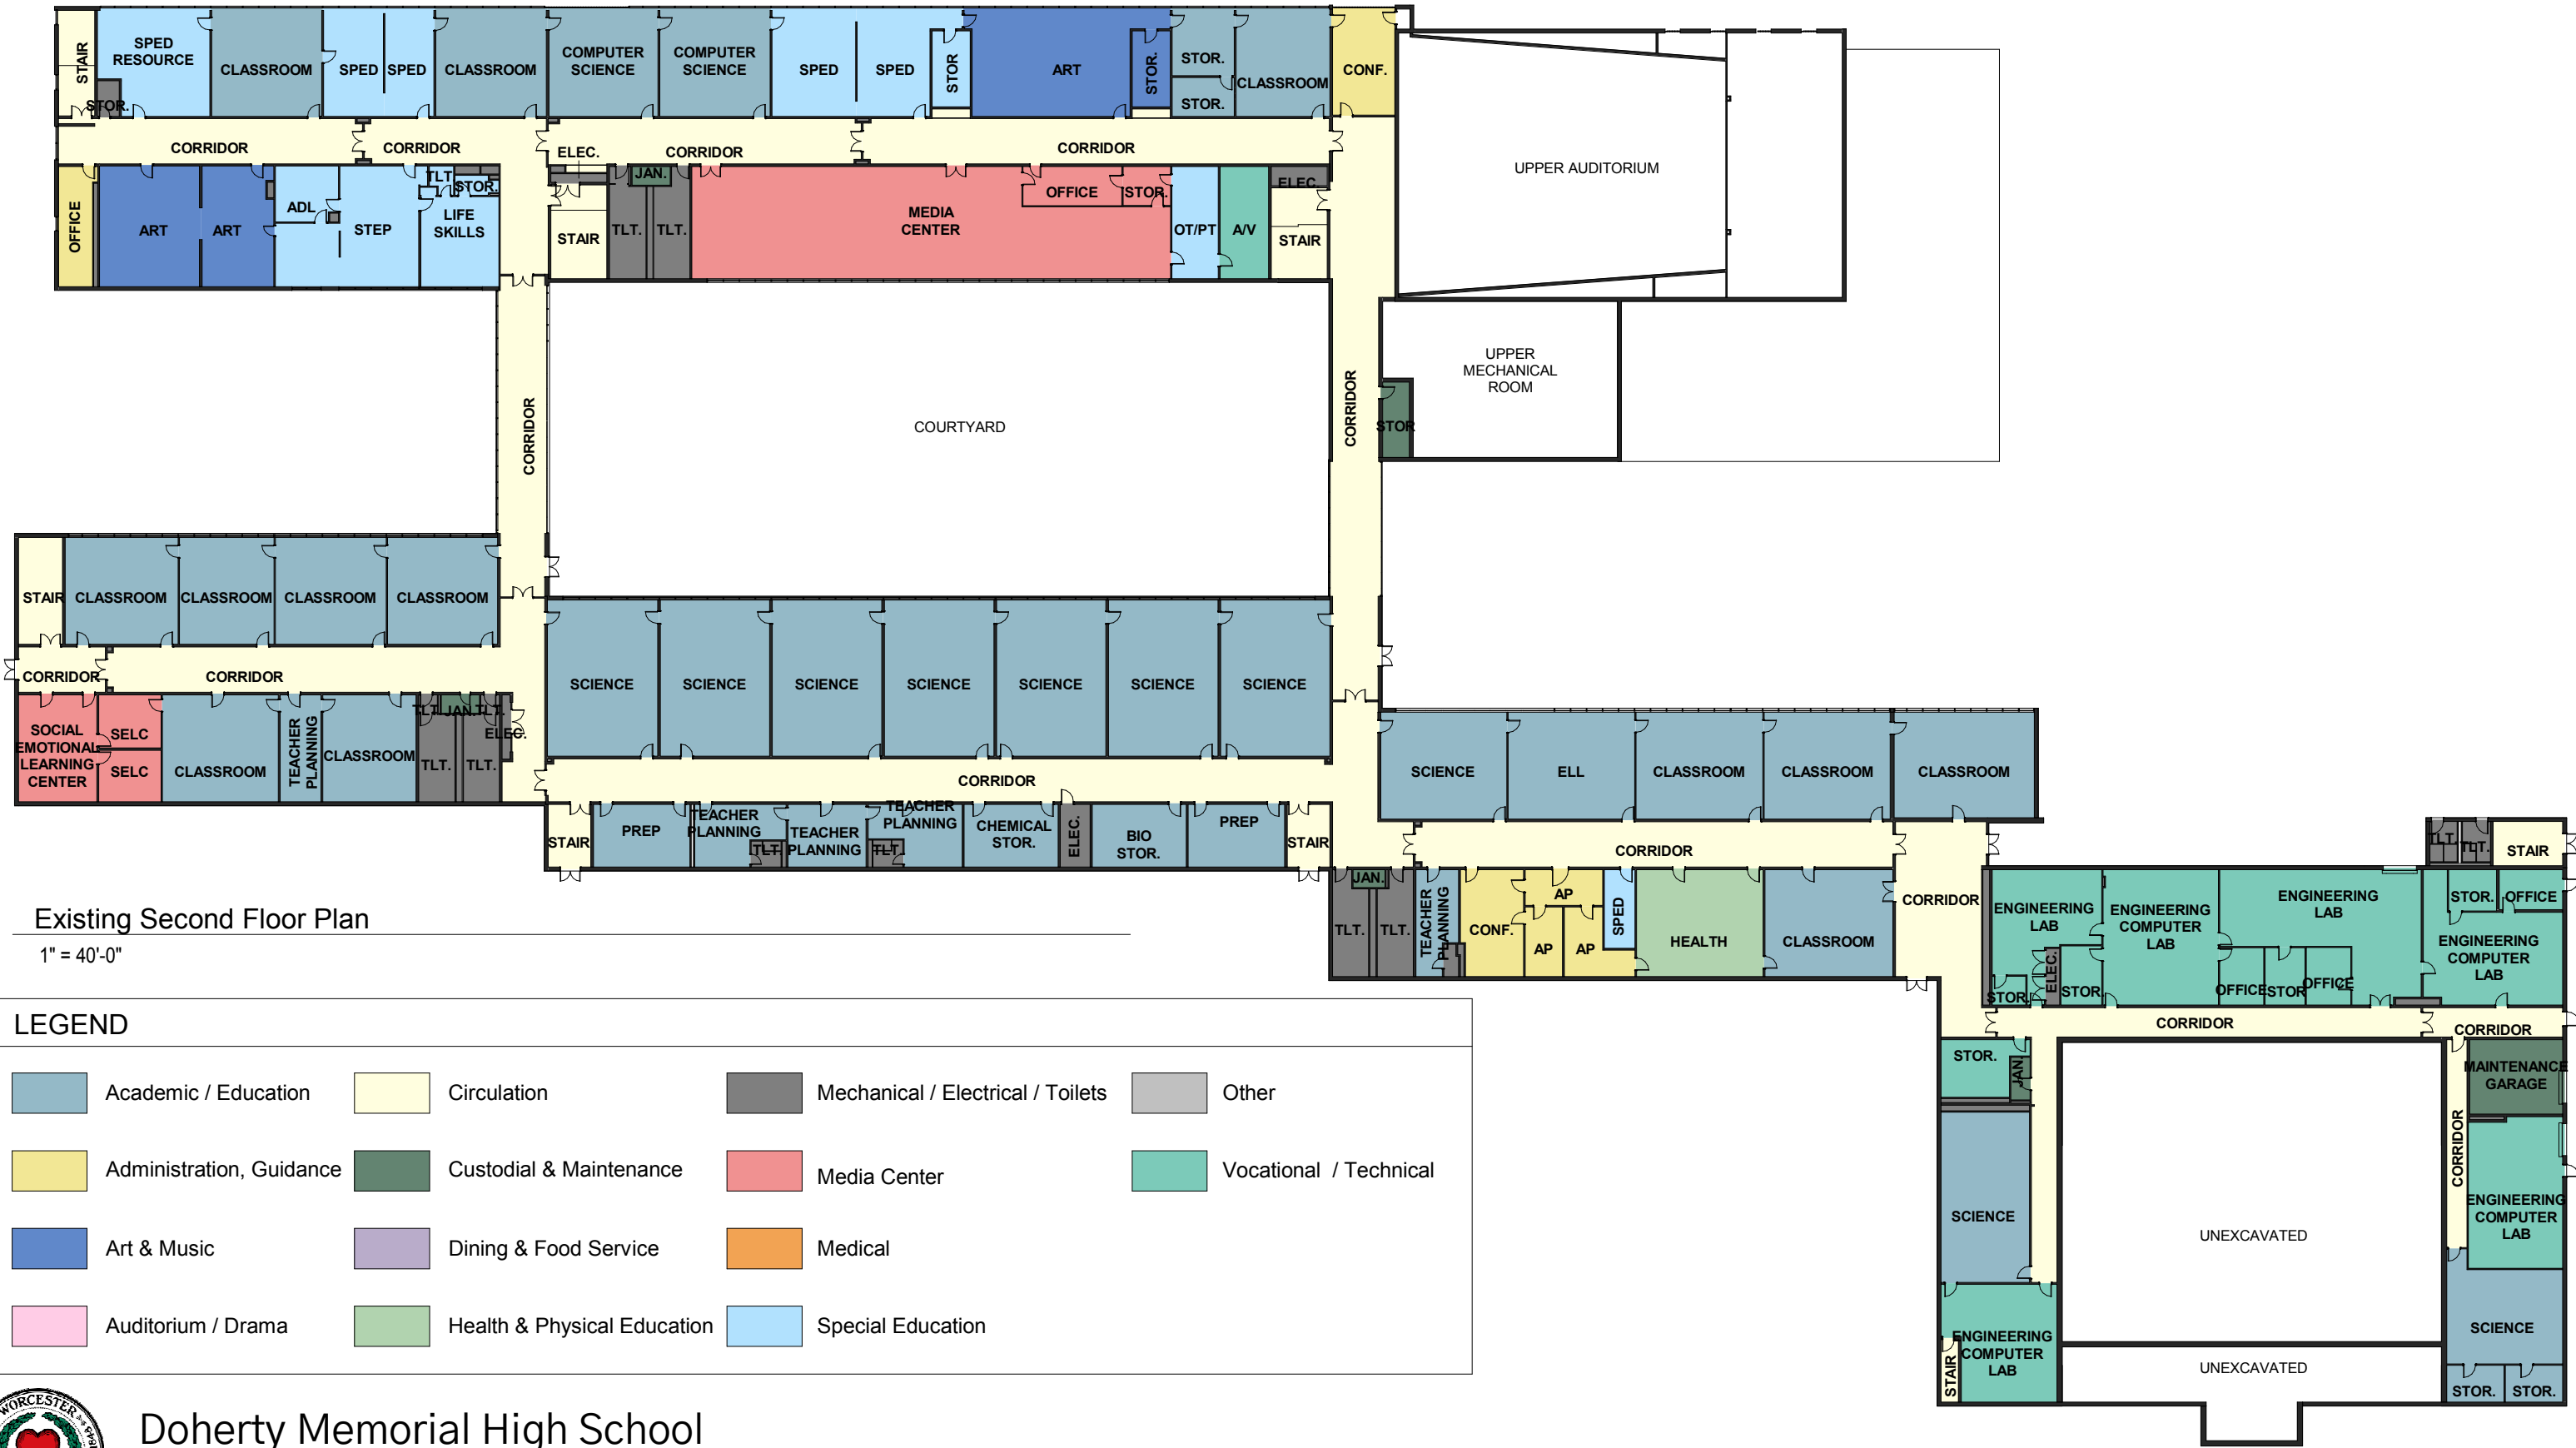 STAIR
SPED
RESOURCE
STOR.
CLASSROOM
SPED
SPED
CLASSROOM
COMPUTER
SCIENCE
COMPUTER
SCIENCE
SPED
SPED
STOR
ART
STOR.
STOR.
STOR.
CLASSROOM
CONF.
UPPER AUDITORIUM
CORRIDOR
CORRIDOR
ELEC.
CORRIDOR
CORRIDOR
OFFICE
ART
ART
ADL
STEP
TLT
STOR.
LIFE
SKILLS
STAIR
TLT.
JAN.
TLT.
MEDIA
CENTER
OFFICE
STOR.
OT/PT
A/V
ELEC.
STAIR
CORRIDOR
COURTYARD
CORRIDOR
UPPER
MECHANICAL
ROOM
STOR
STAIR
CLASSROOM
CLASSROOM
CLASSROOM
CLASSROOM
CORRIDOR
CORRIDOR
SOCIAL
EMOTIONAL
LEARNING
CENTER
SELC
SELC
CLASSROOM
TEACHER
PLANNING
CLASSROOM
TLT.
JAN.
TLT.
ELEC.
TLT.
TLT.
SCIENCE
SCIENCE
SCIENCE
SCIENCE
SCIENCE
SCIENCE
SCIENCE
CORRIDOR
STAIR
PREP
TEACHER
PLANNING
TLT.
TEACHER
PLANNING
TEACHER
PLANNING
TLT.
CHEMICAL
STOR.
ELEC.
BIO
STOR.
PREP
STAIR
SCIENCE
ELL
CLASSROOM
CLASSROOM
CLASSROOM
CORRIDOR
JAN.
TLT.
TLT.
TEACHER
PLANNING
CONF.
AP
AP
AP
SPED
HEALTH
CLASSROOM
CORRIDOR
TLT.
TLT.
STAIR
ENGINEERING
LAB
STOR.
ELEC.
STOR.
ENGINEERING
COMPUTER
LAB
ENGINEERING
LAB
OFFICE
STOR
OFFICE
STOR.
OFFICE
ENGINEERING
COMPUTER
LAB
CORRIDOR
CORRIDOR
STOR.
JAN.
SCIENCE
ENGINEERING
COMPUTER
LAB
STAIR
UNEXCAVATED
UNEXCAVATED
CORRIDOR
MAINTENANCE
GARAGE
ENGINEERING
COMPUTER
LAB
SCIENCE
STOR.
STOR.
Existing Second Floor Plan
1" = 40'-0"
LEGEND
Academic / Education
Circulation
Mechanical / Electrical / Toilets
Other
Administration, Guidance
Custodial & Maintenance
Media Center
Vocational / Technical
Art & Music
Dining & Food Service
Medical
Auditorium / Drama
Health & Physical Education
Special Education
WORCESTER
Doherty Memorial High School